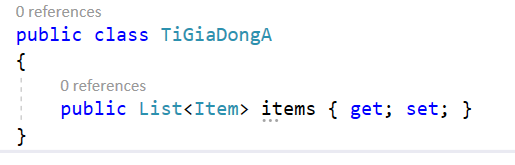 0 references
public class TiGiaDongA
{
0 references
public List<Item> items { get; set; }
}